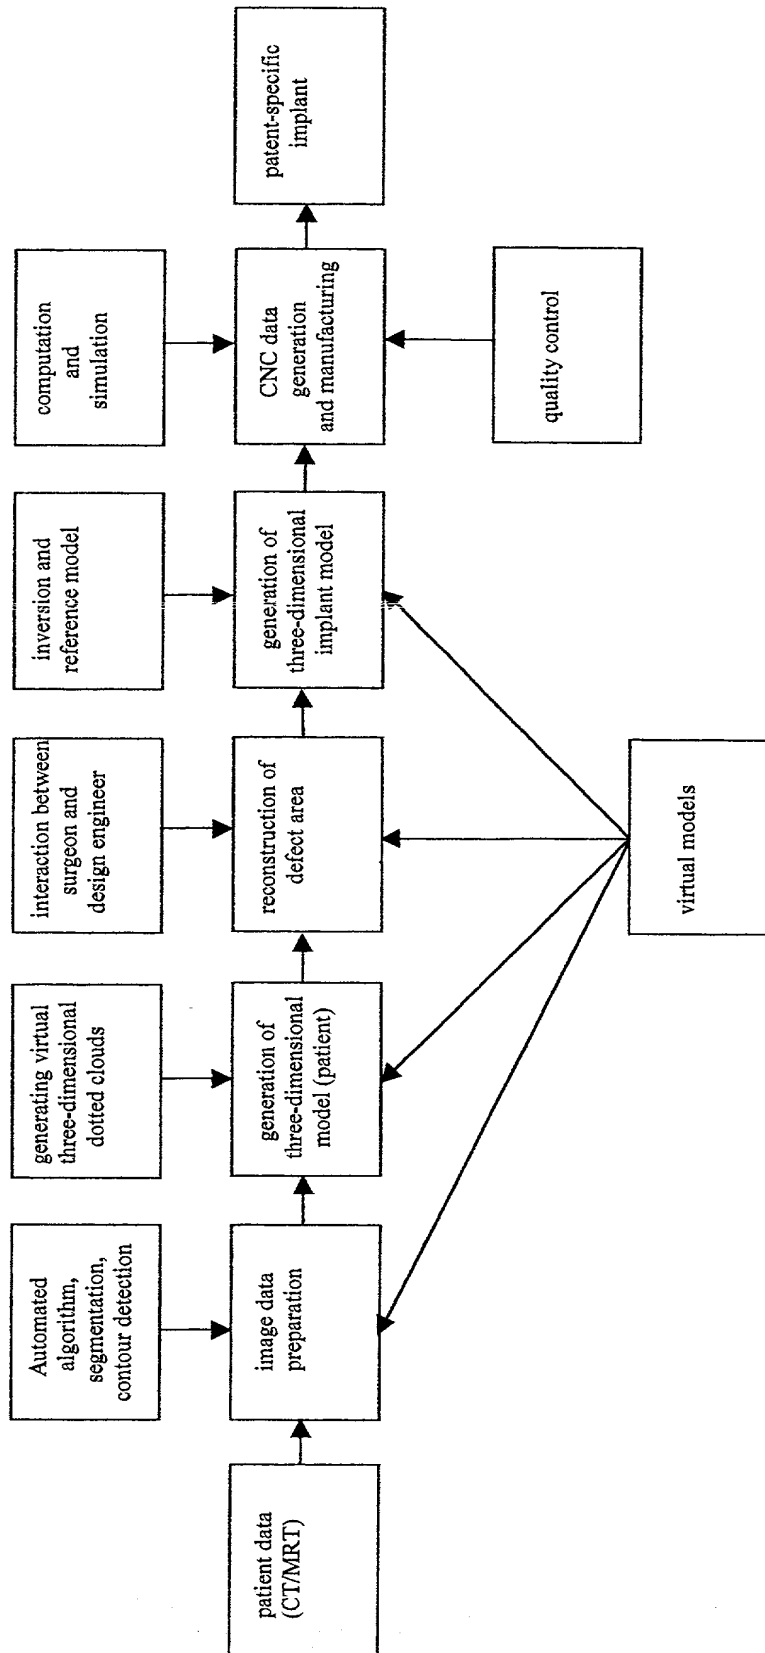 Automated
algorithm,
segmentation,
contour detection
generating virtual
three-dimensional
dotted clouds
interaction between
surgeon and
design engineer
inversion and
reference model
computation
and
simulation
patient data
(CT/MRT)
image data
preparation
generation of
three-dimensional
model (patient)
reconstruction of
defect area
generation of
three-dimensional
implant model
CNC data
generation
and manufacturing
patent-specific
implant
quality control
virtual models